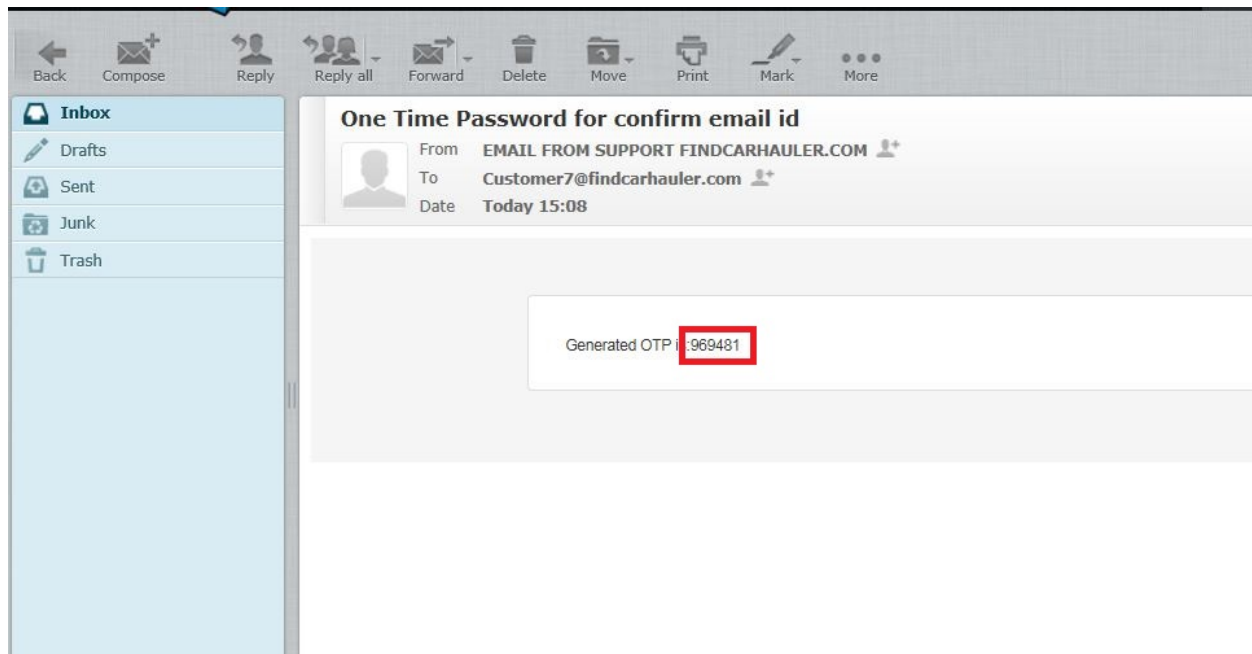 Back Compose Reply Reply all Forward Delete Move Print Mark More
Inbox
Drafts
Sent
Junk
Trash
One Time Password for confirm email id
From EMAIL FROM SUPPORT FINDCARHAULER.COM
To Customer7@findcarhauler.com
Date Today 15:08
Generated OTP i :969481